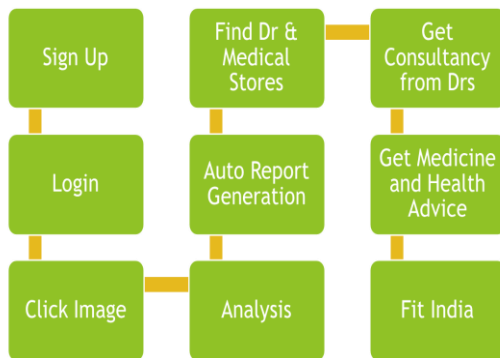 Sign Up
Login
Click Image
Analysis
Auto Report
Generation
Find Dr &
Medical
Stores
Get
Consultancy
from Drs
Get Medicine
and Health
Advice
Fit India